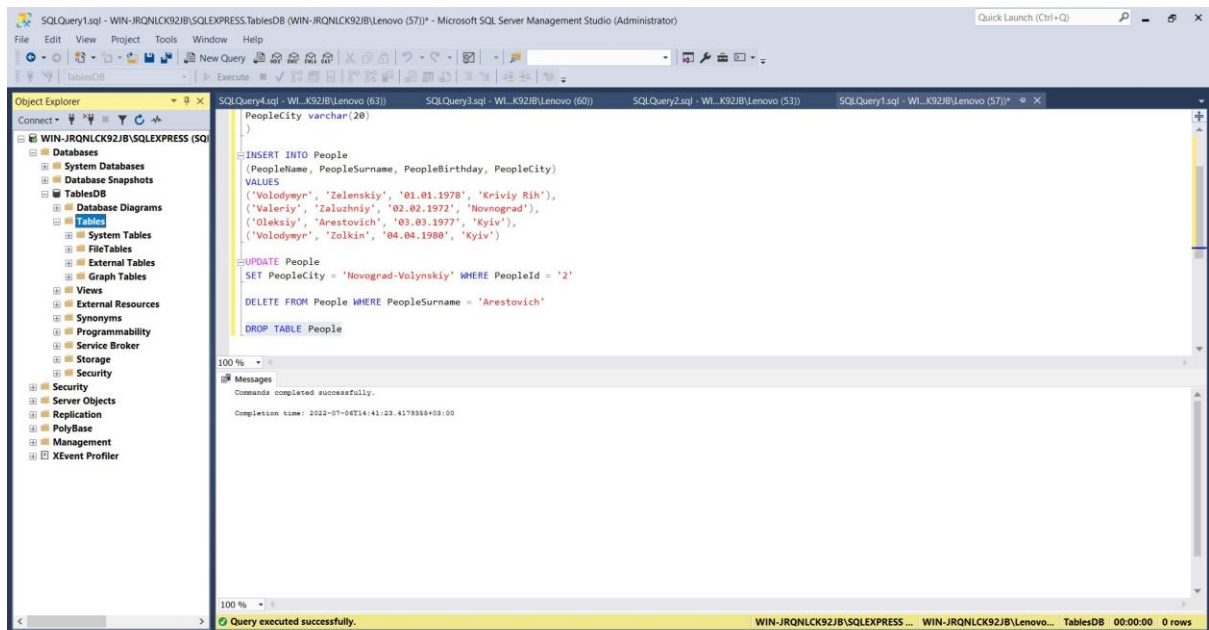 SQLQuery1.sql - WIN-JRQNLCK92JB\SQLEXPRESS.TablesDB (WIN-JRQNLCK92JB\Lenovo (57))* - Microsoft SQL Server Management Studio (Administrator)
Quick Launch (Ctrl+Q)
File Edit View Project Tools Window Help
New Query
TablesDB
Execute
Object Explorer
Connect
WIN-JRQNLCK92JB\SQLEXPRESS (SQl
Databases
System Databases
Database Snapshots
TablesDB
Database Diagrams
Tables
System Tables
FileTables
External Tables
Graph Tables
Views
External Resources
Synonyms
Programmability
Service Broker
Storage
Security
Security
Server Objects
Replication
PolyBase
Management
XEvent Profiler
SQLQuery4.sql - WI...K92JB\Lenovo (63)) SQLQuery3.sql - WI...K92JB\Lenovo (60)) SQLQuery2.sql - WI...K92JB\Lenovo (53)) SQLQuery1.sql - WI...K92JB\Lenovo (57))*
PeopleCity varchar(20)
)
INSERT INTO People
(PeopleName, PeopleSurname, PeopleBirthday, PeopleCity)
VALUES
('Volodymyr', 'Zelenskiy', '01.01.1978', 'Kriviy Rih'),
('Valeriy', 'Zaluzhniy', '02.02.1972', 'Novnograd'),
('Oleksiy', 'Arestovich', '03.03.1977', 'Kyiv'),
('Volodymyr', 'Zolkin', '04.04.1980', 'Kyiv')
UPDATE People
SET PeopleCity = 'Novograd-Volynskiy' WHERE PeopleId = '2'
DELETE FROM People WHERE PeopleSurname = 'Arestovich'
DROP TABLE People
100 %
Messages
Commands completed successfully.
Completion time: 2022-07-06T14:41:23.4179355+03:00
100 %
Query executed successfully.
WIN-JRQNLCK92JB\SQLEXPRESS ... WIN-JRQNLCK92JB\Lenovo... TablesDB 00:00:00 0 rows